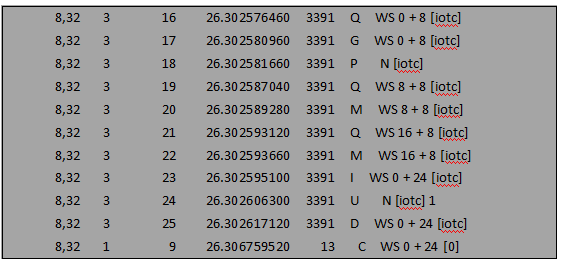 8,32 3 16 26.302576460 3391 Q WS 0 + 8 [iotc]
8,32 3 17 26.302580960 3391 G WS 0 + 8 [iotc]
8,32 3 18 26.302581660 3391 P N [iotc]
8,32 3 19 26.302587040 3391 Q WS 8 + 8 [iotc]
8,32 3 20 26.302589280 3391 M WS 8 + 8 [iotc]
8,32 3 21 26.302593120 3391 Q WS 16 + 8 [iotc]
8,32 3 22 26.302593660 3391 M WS 16 + 8 [iotc]
8,32 3 23 26.302595100 3391 I WS 0 + 24 [iotc]
8,32 3 24 26.302606300 3391 U N [iotc] 1
8,32 3 25 26.302617120 3391 D WS 0 + 24 [iotc]
8,32 1 9 26.306759520 13 C WS 0 + 24 [0]